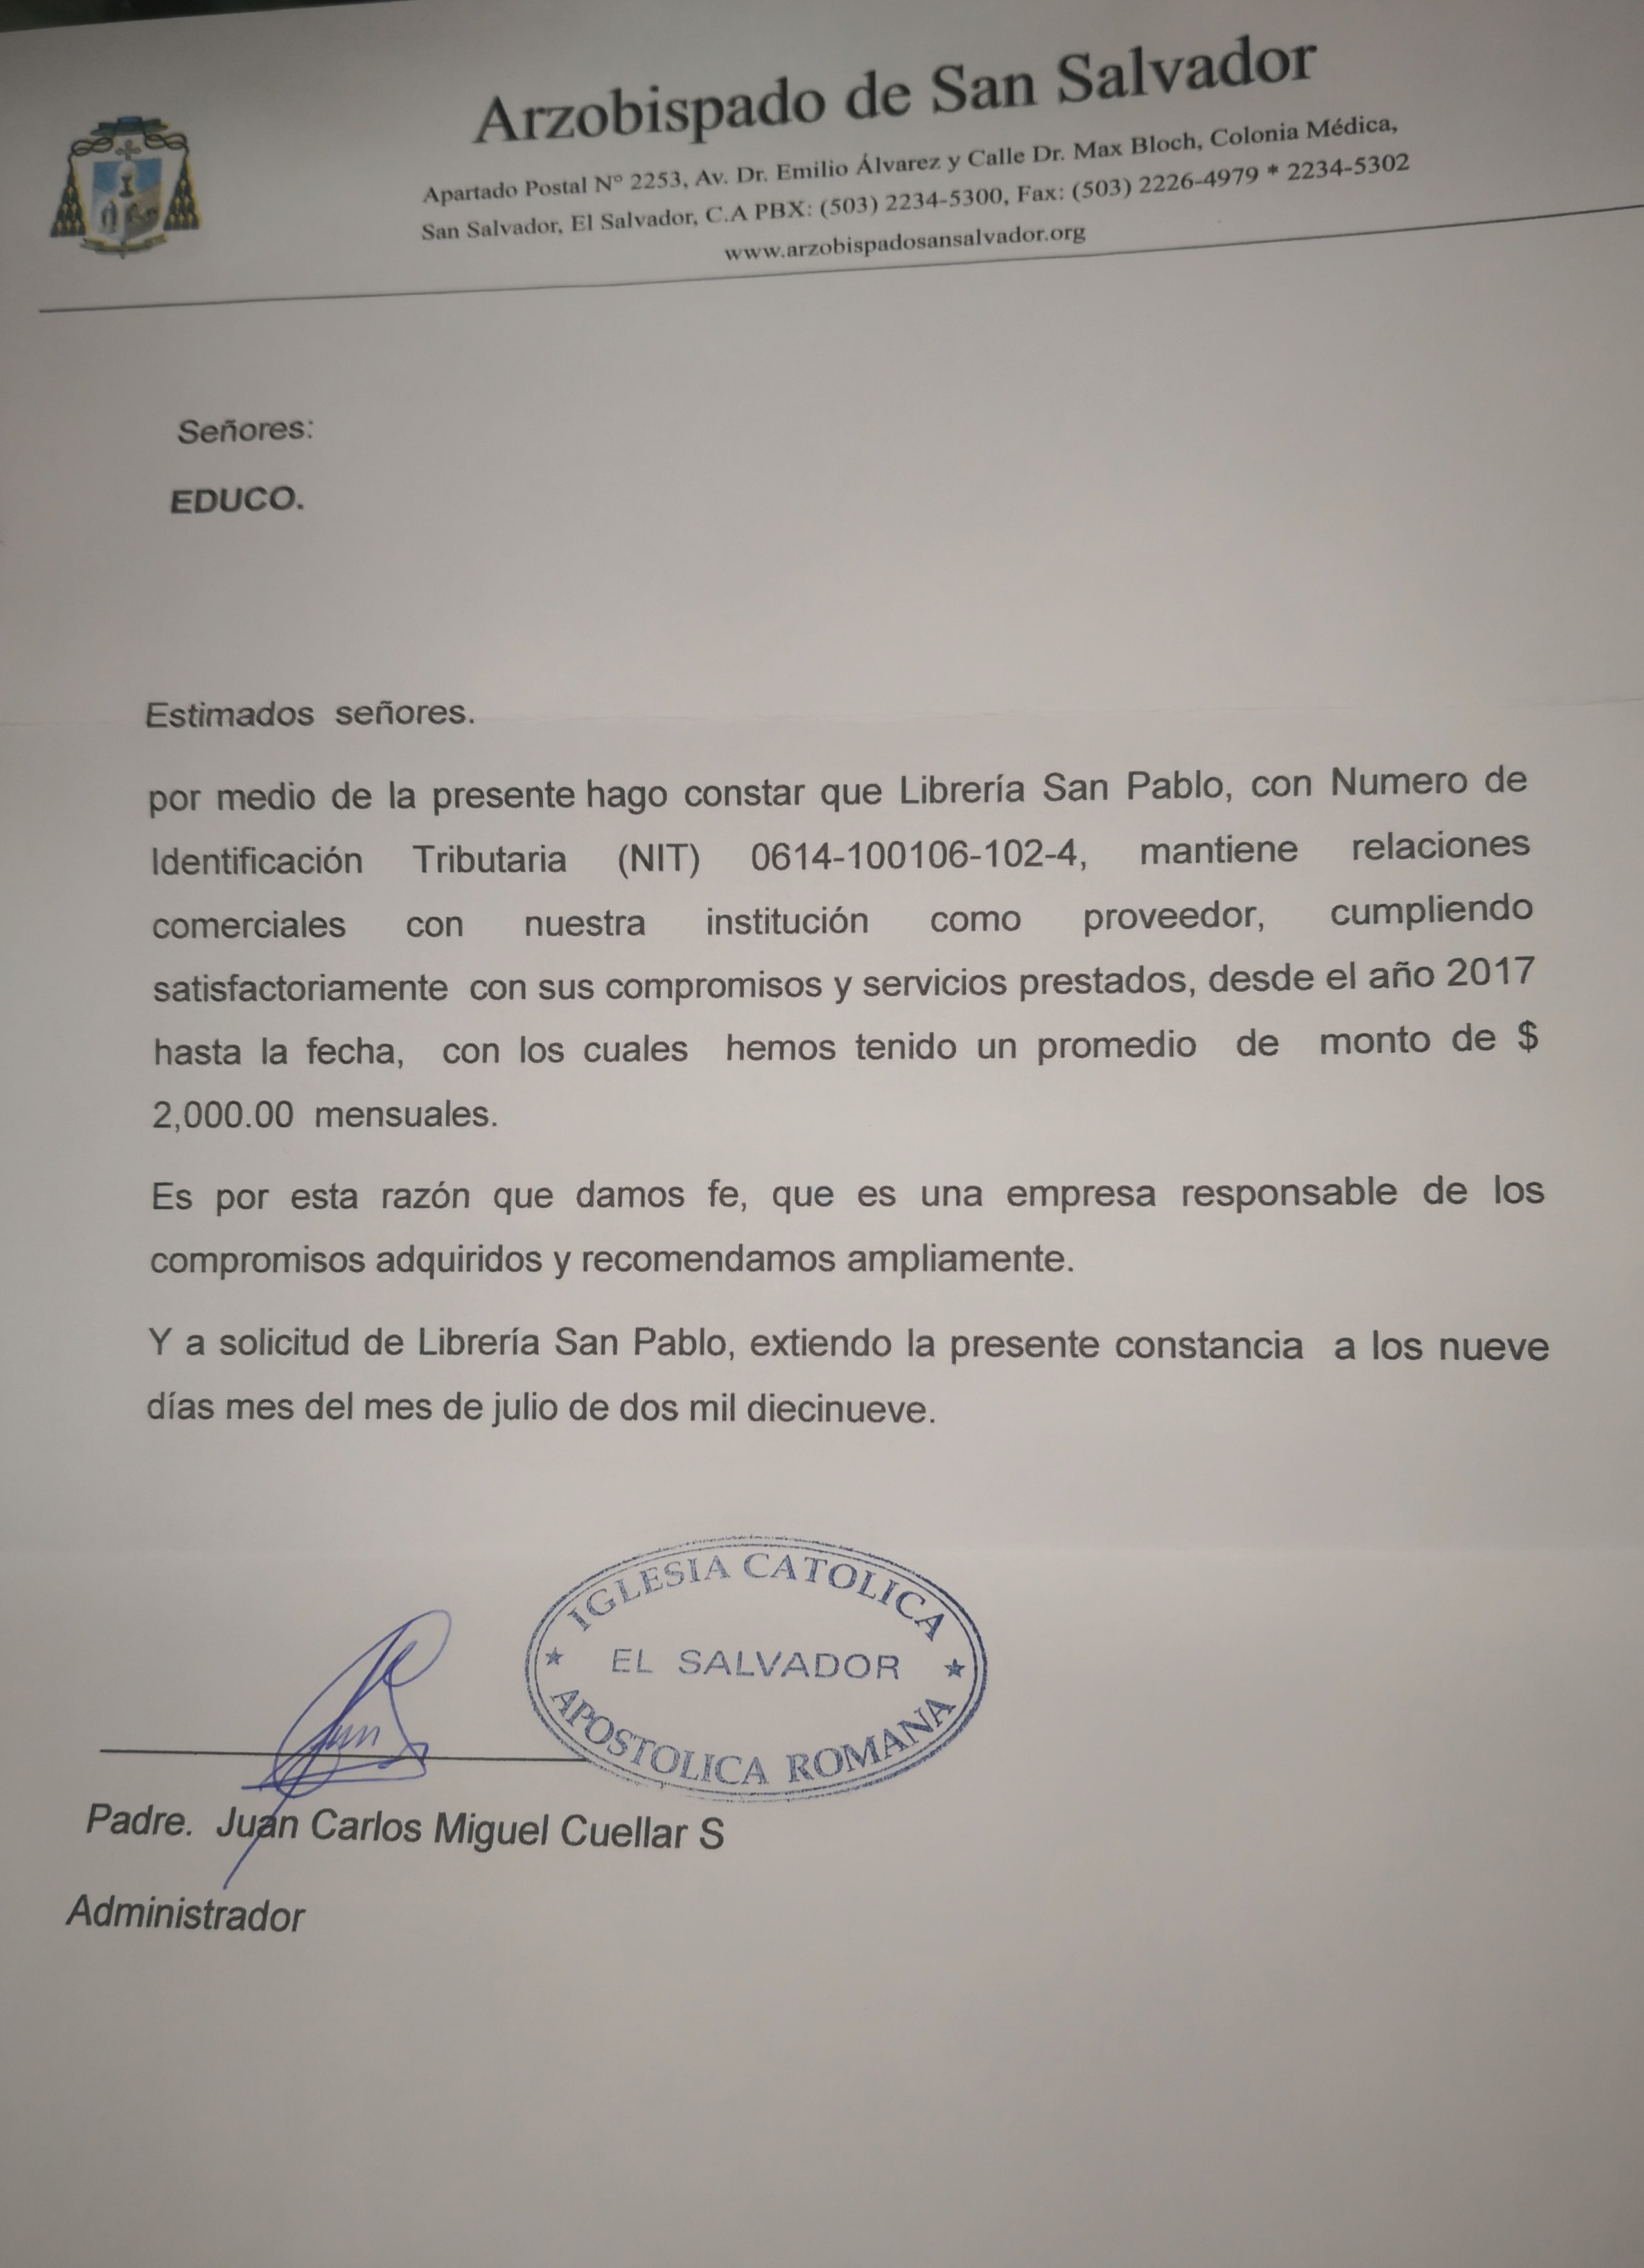 Arzobispado de San Salvador
Apartado Postal N° 2253, Av. Dr. Emilio Álvarez y Calle Dr. Max Bloch, Colonia Médica,
San Salvador, El Salvador, C.A PBX: (503) 2234-5300, Fax: (503) 2226-4979 * 2234-5302
www.arzobispadosansalvador.org
Señores:
EDUCO.
Estimados señores.
por medio de la presente hago constar que Librería San Pablo, con Numero de
Identificación Tributaria (NIT) 0614-100106-102-4, mantiene relaciones
comerciales con nuestra institución como proveedor, cumpliendo
satisfactoriamente con sus compromisos y servicios prestados, desde el año 2017
hasta la fecha, con los cuales hemos tenido un promedio de monto de $
2,000.00 mensuales.
Es por esta razón que damos fe, que es una empresa responsable de los
compromisos adquiridos y recomendamos ampliamente.
Y a solicitud de Librería San Pablo, extiendo la presente constancia a los nueve
días mes del mes de julio de dos mil diecinueve.
IGLESIA CATOLICA
EL SALVADOR
APOSTOLICA ROMANA
Padre. Juan Carlos Miguel Cuellar S
Administrador